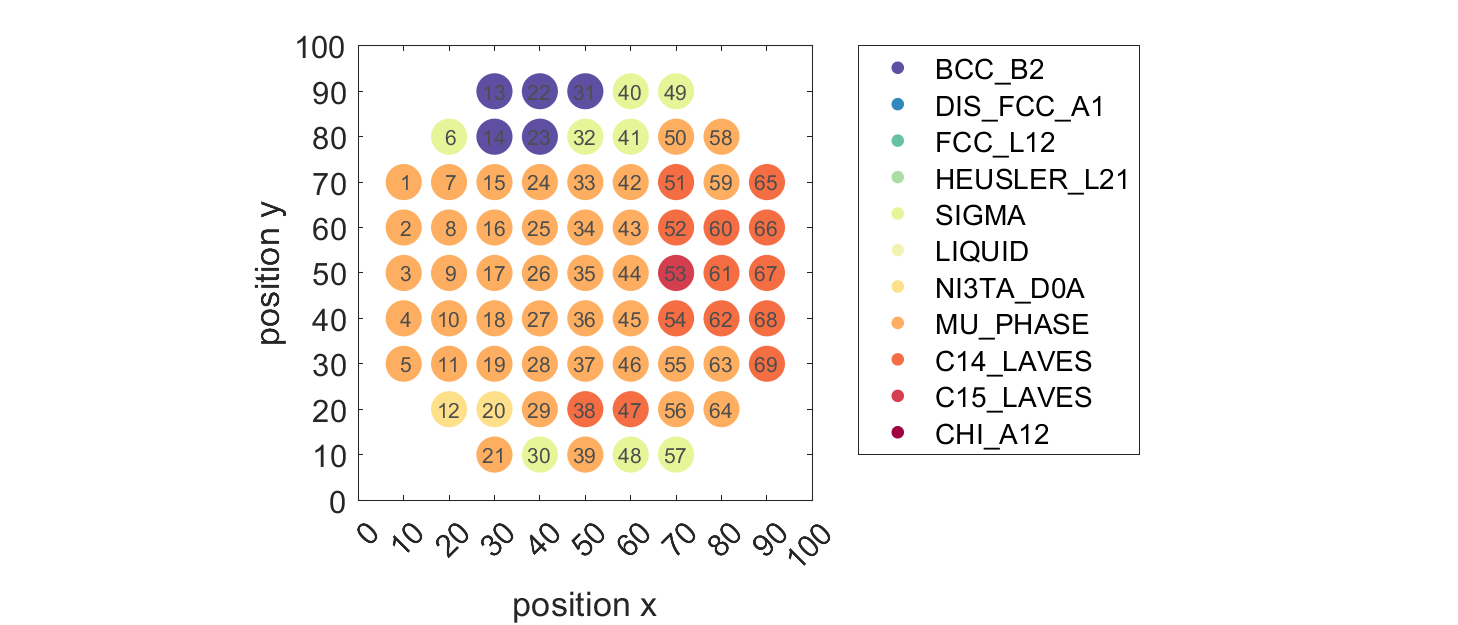 100
90 13 22 31 40 49
80 6 14 23 32 41 50 58
70 1 7 15 24 33 42 51 59 65
60 2 8 16 25 34 43 52 60 66
50 3 9 17 26 35 44 53 61 67
40 4 10 18 27 36 45 54 62 68
30 5 11 19 28 37 46 55 63 69
20 12 20 29 38 47 56 64
10 21 30 39 48 57
0
0 10 20 30 40 50 60 70 80 90 100
position x
position y
BCC_B2
DIS_FCC_A1
FCC_L12
HEUSLER_L21
SIGMA
LIQUID
NI3TA_D0A
MU_PHASE
C14_LAVES
C15_LAVES
CHI_A12